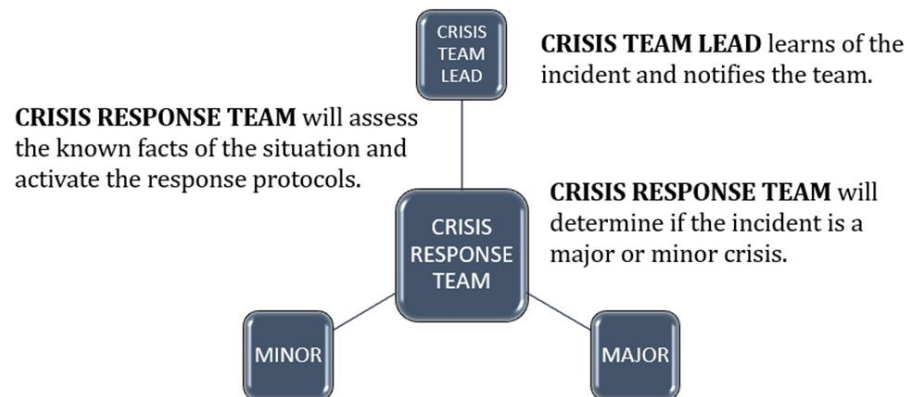 CRISIS
TEAM
LEAD
CRISIS TEAM LEAD learns of the
incident and notifies the team.
CRISIS RESPONSE TEAM will assess
the known facts of the situation and
activate the response protocols.
CRISIS
RESPONSE
TEAM
CRISIS RESPONSE TEAM will
determine if the incident is a
major or minor crisis.
MINOR
MAJOR